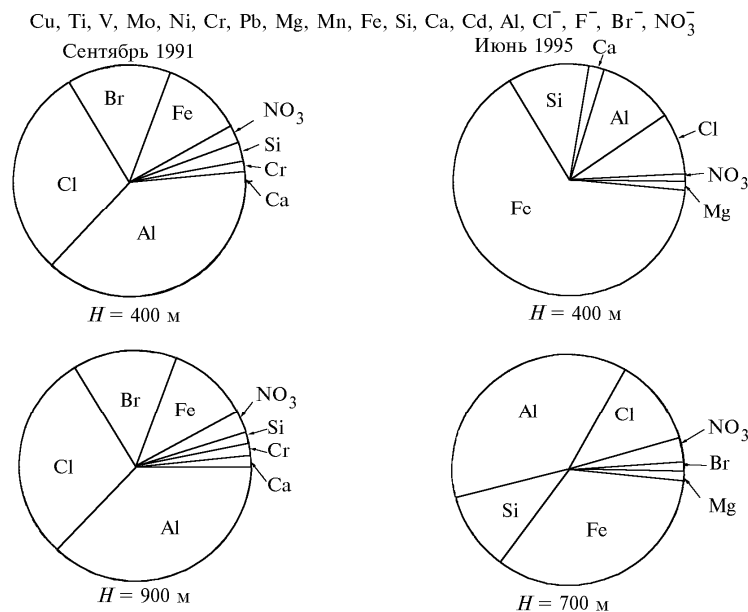 Cu, Ti, V, Mo, Ni, Cr, Pb, Mg, Mn, Fe, Si, Ca, Cd, Al, Cl⁻, F⁻, Br⁻, NO₃⁻
Сентябрь 1991
Br
Fe
NO₃
Si
Cr
Ca
Cl
Al
H = 400 м
Июнь 1995
Ca
Si
Al
Cl
NO₃
Mg
Fe
H = 400 м
Br
Fe
NO₃
Si
Cr
Ca
Cl
Al
H = 900 м
Al
Cl
NO₃
Br
Mg
Si
Fe
H = 700 м